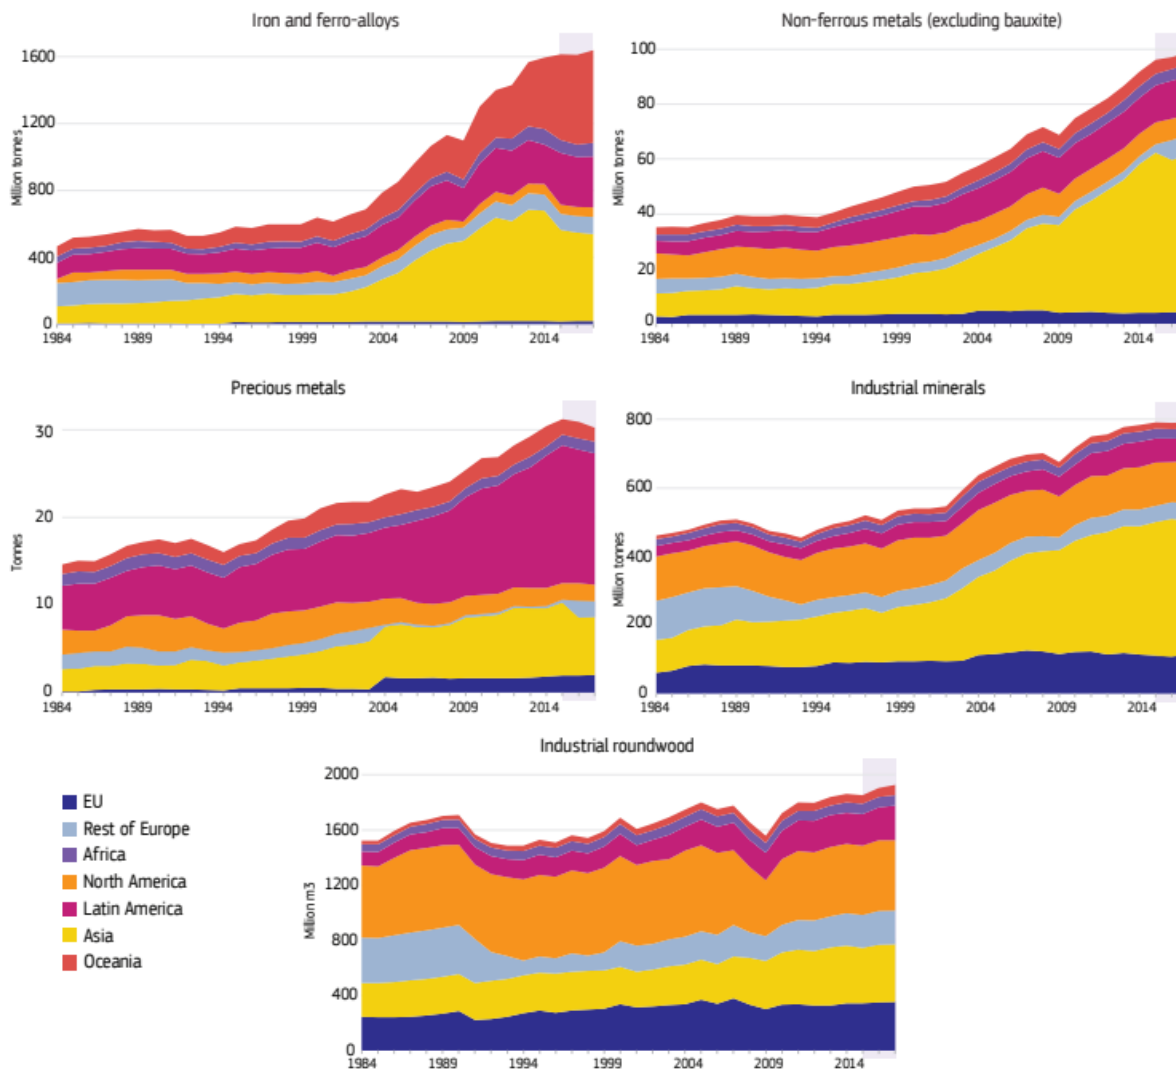 Iron and ferro-alloys
Million tonnes
1600
1200
800
400
0
1984 1989 1994 1999 2004 2009 2014
Non-ferrous metals (excluding bauxite)
Million tonnes
100
80
60
40
20
0
1984 1989 1994 1999 2004 2009 2014
Precious metals
Tonnes
30
20
10
0
1984 1989 1994 1999 2004 2009 2014
Industrial minerals
Million tonnes
800
600
400
200
0
1984 1989 1994 1999 2004 2009 2014
Industrial roundwood
Million m3
2000
1600
1200
800
400
0
1984 1989 1994 1999 2004 2009 2014
EU
Rest of Europe
Africa
North America
Latin America
Asia
Oceania